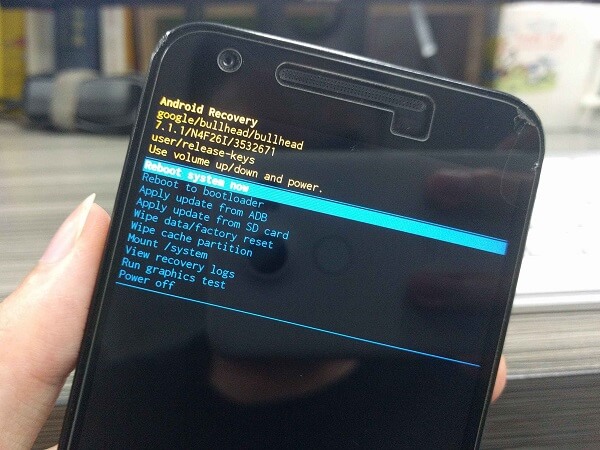 Android Recovery
google/bullhead/bullhead
7.1.1/N4F26I/3532671
user/release-keys
Use volume up/down and power.
Reboot system now
Reboot to bootloader
Apply update from ADB
Apply update from SD card
Wipe data/factory reset
Wipe cache partition
Mount /system
View recovery logs
Run graphics test
Power off